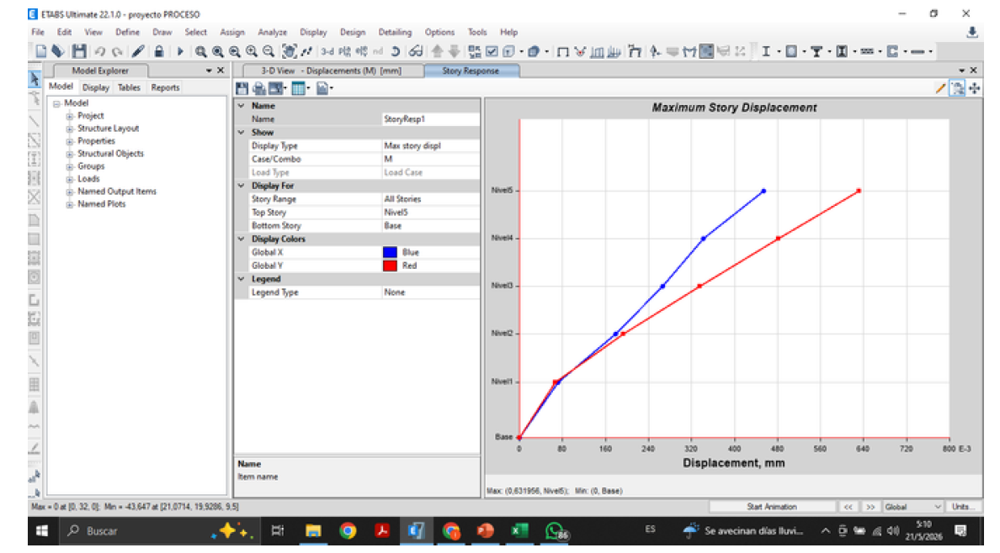 ETABS Ultimate 22.1.0 - proyecto PROCESO
File Edit View Define Draw Select Assign Analyze Display Design Detailing Options Tools Help
3-d
nd
Model Explorer
3-D View - Displacements (M) [mm]
Story Response
Model Display Tables Reports
Model
Project
Structure Layout
Properties
Structural Objects
Groups
Loads
Named Output Items
Named Plots
Name
Name StoryResp1
Show
Display Type Max story displ
Case/Combo M
Load Type Load Case
Display For
Story Range All Stories
Top Story Nivel5
Bottom Story Base
Display Colors
Global X Blue
Global Y Red
Legend
Legend Type None
Name
Item name
Maximum Story Displacement
Nivel5
Nivel4
Nivel3
Nivel2
Nivel1
Base
0 80 160 240 320 400 480 560 640 720 800 E-3
Displacement, mm
Max: (0,631956, Nivel5); Min: (0, Base)
Max = 0 at [0, 32, 0]; Min = -43,647 at [21,0714, 19,9286, 9,5]
Start Animation << >> Global Units...
Buscar
86
ES
Se avecinan días lluvi...
5:10
21/5/2026